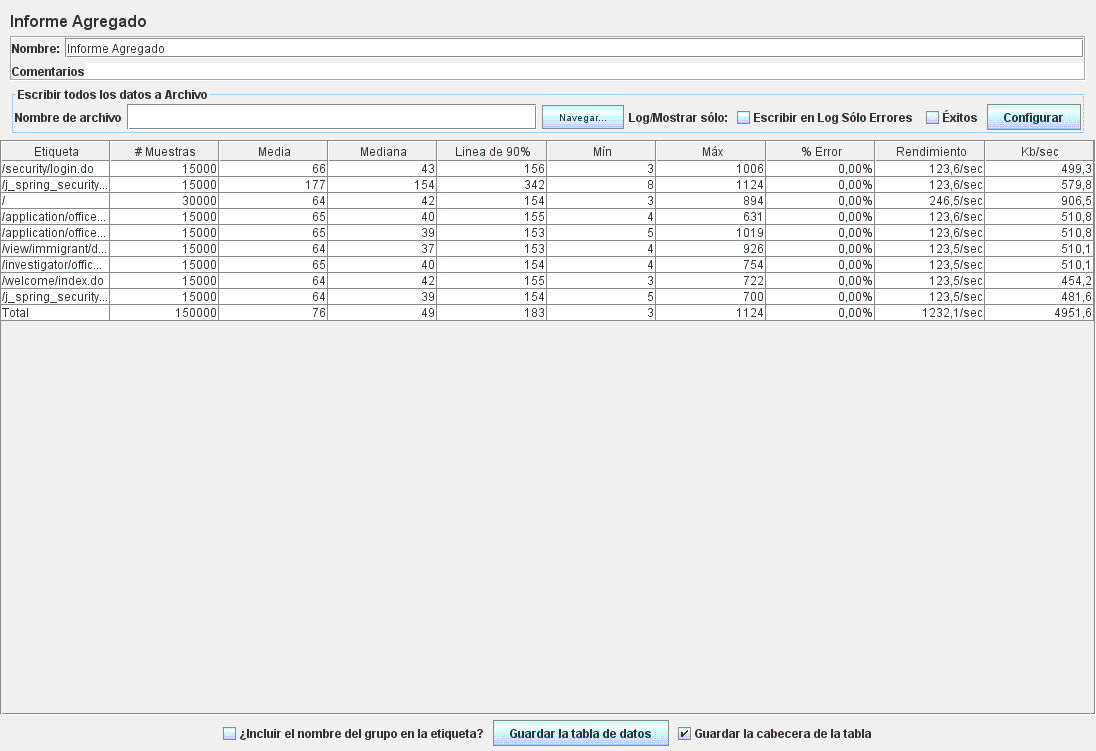 Informe Agregado
Nombre: Informe Agregado
Comentarios
Escribir todos los datos a Archivo
Nombre de archivo Navegar... Log/Mostrar sólo: Escribir en Log Sólo Errores Éxitos Configurar
Etiqueta # Muestras Media Mediana Linea de 90% Mín Máx % Error Rendimiento Kb/sec
/security/login.do 15000 66 43 156 3 1006 0,00% 123,6/sec 499,3
/j_spring_security... 15000 177 154 342 8 1124 0,00% 123,6/sec 579,8
/ 30000 64 42 154 3 894 0,00% 246,5/sec 906,5
/application/office... 15000 65 40 155 4 631 0,00% 123,6/sec 510,8
/application/office... 15000 65 39 153 5 1019 0,00% 123,6/sec 510,8
/view/immigrant/d... 15000 64 37 153 4 926 0,00% 123,5/sec 510,1
/investigator/offic... 15000 65 40 154 4 754 0,00% 123,5/sec 510,1
/welcome/index.do 15000 64 42 155 3 722 0,00% 123,5/sec 454,2
/j_spring_security... 15000 64 39 154 5 700 0,00% 123,5/sec 481,6
Total 150000 76 49 183 3 1124 0,00% 1232,1/sec 4951,6
¿Incluir el nombre del grupo en la etiqueta? Guardar la tabla de datos Guardar la cabecera de la tabla